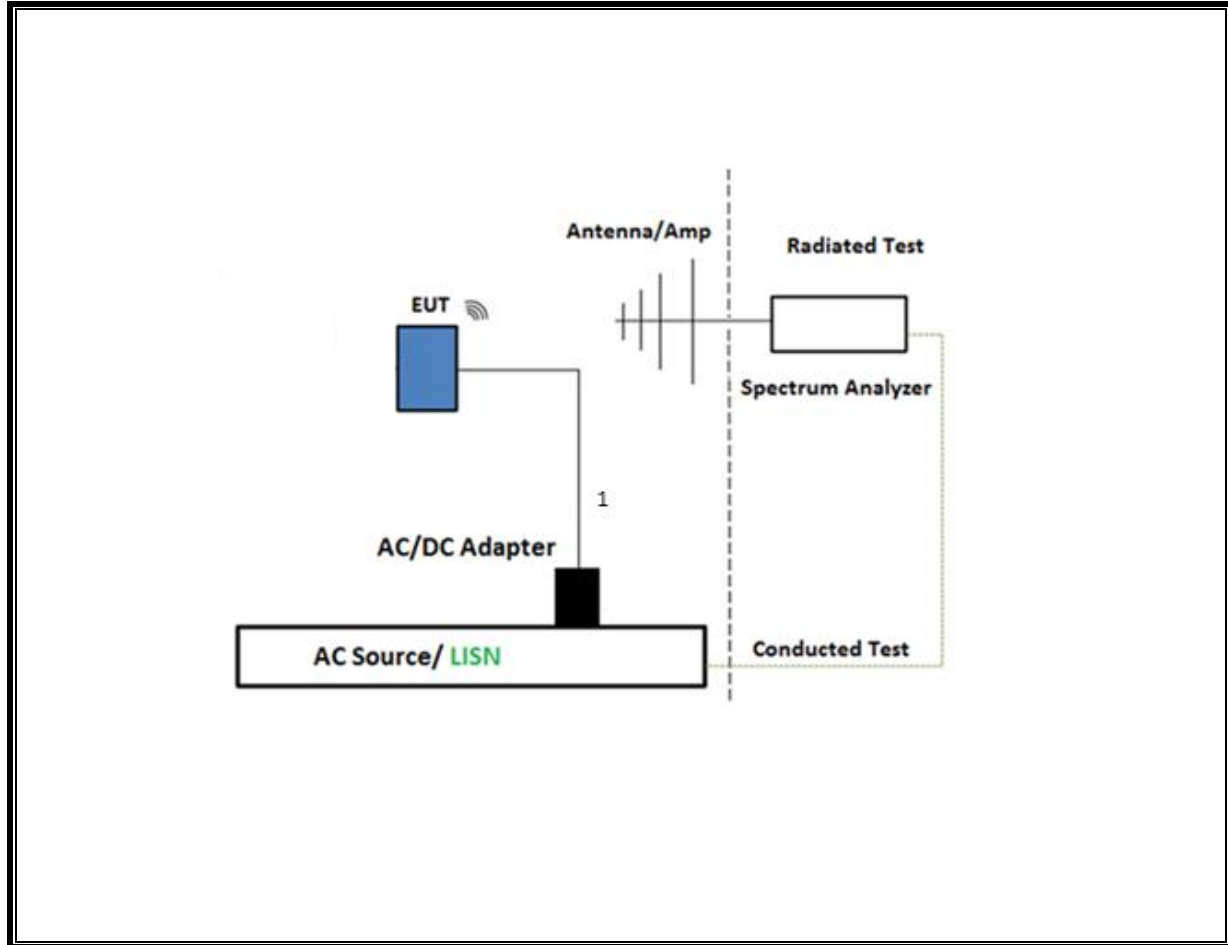 Antenna/Amp
Radiated Test
EUT
Spectrum Analyzer
1
AC/DC Adapter
AC Source/ LISN
Conducted Test